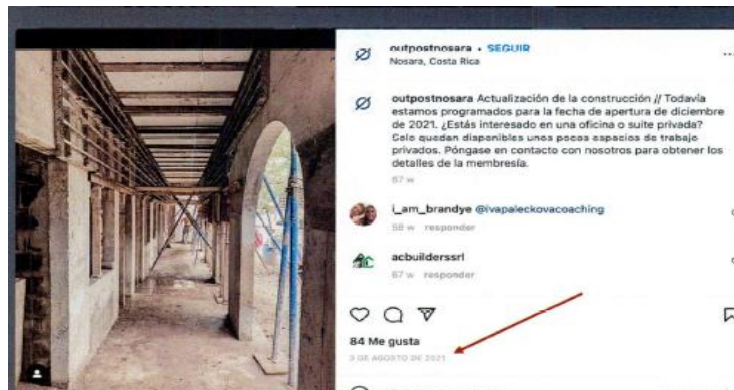 outpostnosara • SEGUIR
Nosara, Costa Rica
outpostnosara Actualización de la construcción // Todavía
estamos programados para la fecha de apertura de diciembre
de 2021. ¿Estás interesado en una oficina o suite privada?
Solo quedan disponibles unos pocos espacios de trabajo
privados. Póngase en contacto con nosotros para obtener los
detalles de la membresía.
67 w
i_am_brandye @ivapaleckovacoaching
58 w responder
acbuilderssrl
67 w responder
84 Me gusta
3 DE AGOSTO DE 2021